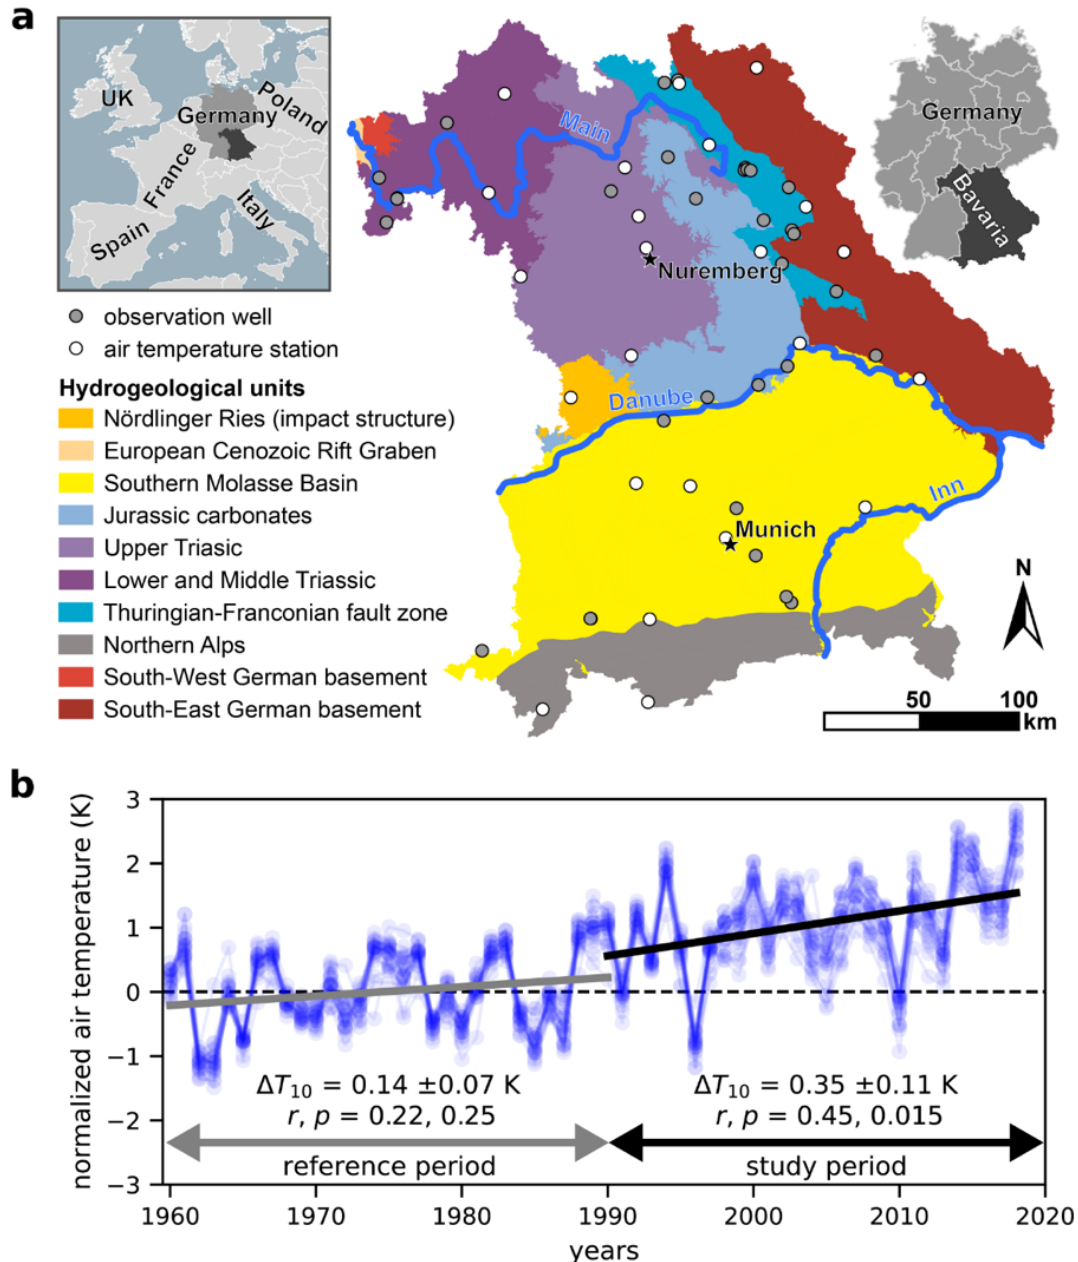 a
UK
Germany
Poland
France
Spain
Italy
Main
Nuremberg
Danube
Munich
Inn
Germany
Bavaria
observation well
air temperature station
Hydrogeological units
Nördlinger Ries (impact structure)
European Cenozoic Rift Graben
Southern Molasse Basin
Jurassic carbonates
Upper Triasic
Lower and Middle Triassic
Thuringian-Franconian fault zone
Northern Alps
South-West German basement
South-East German basement
N
50 100
km
b
normalized air temperature (K)
3
2
1
0
−1
−2
−3
ΔT₁₀ = 0.14 ±0.07 K
r, p = 0.22, 0.25
reference period
ΔT₁₀ = 0.35 ±0.11 K
r, p = 0.45, 0.015
study period
1960 1970 1980 1990 2000 2010 2020
years